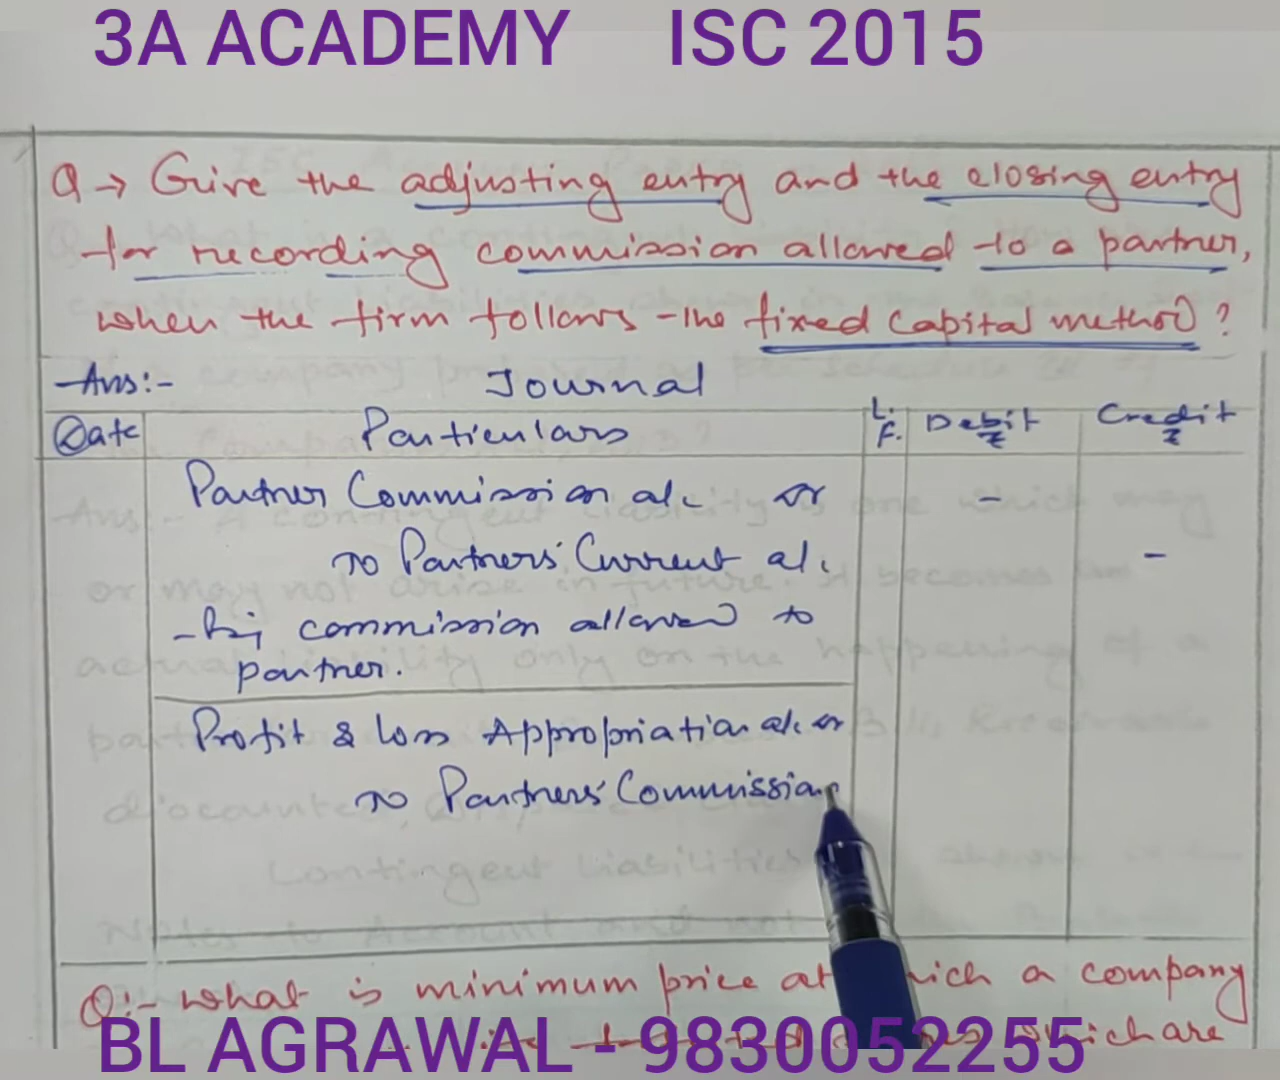 3A ACADEMY ISC 2015
Q → Give the adjusting entry and the closing entry
for recording commission allowed to a partner,
when the firm follows the fixed capital method ?
Ans:- Journal
Date Particulars L.F. Debit ₹ Credit ₹
Partner Commission a/c Dr -
To Partners' Current a/c -
-Being commission allowed to
partner.
Profit & Loss Appropriation a/c Dr
To Partners' Commission
Q:- what is minimum price at which a company
which are
BL AGRAWAL - 9830052255